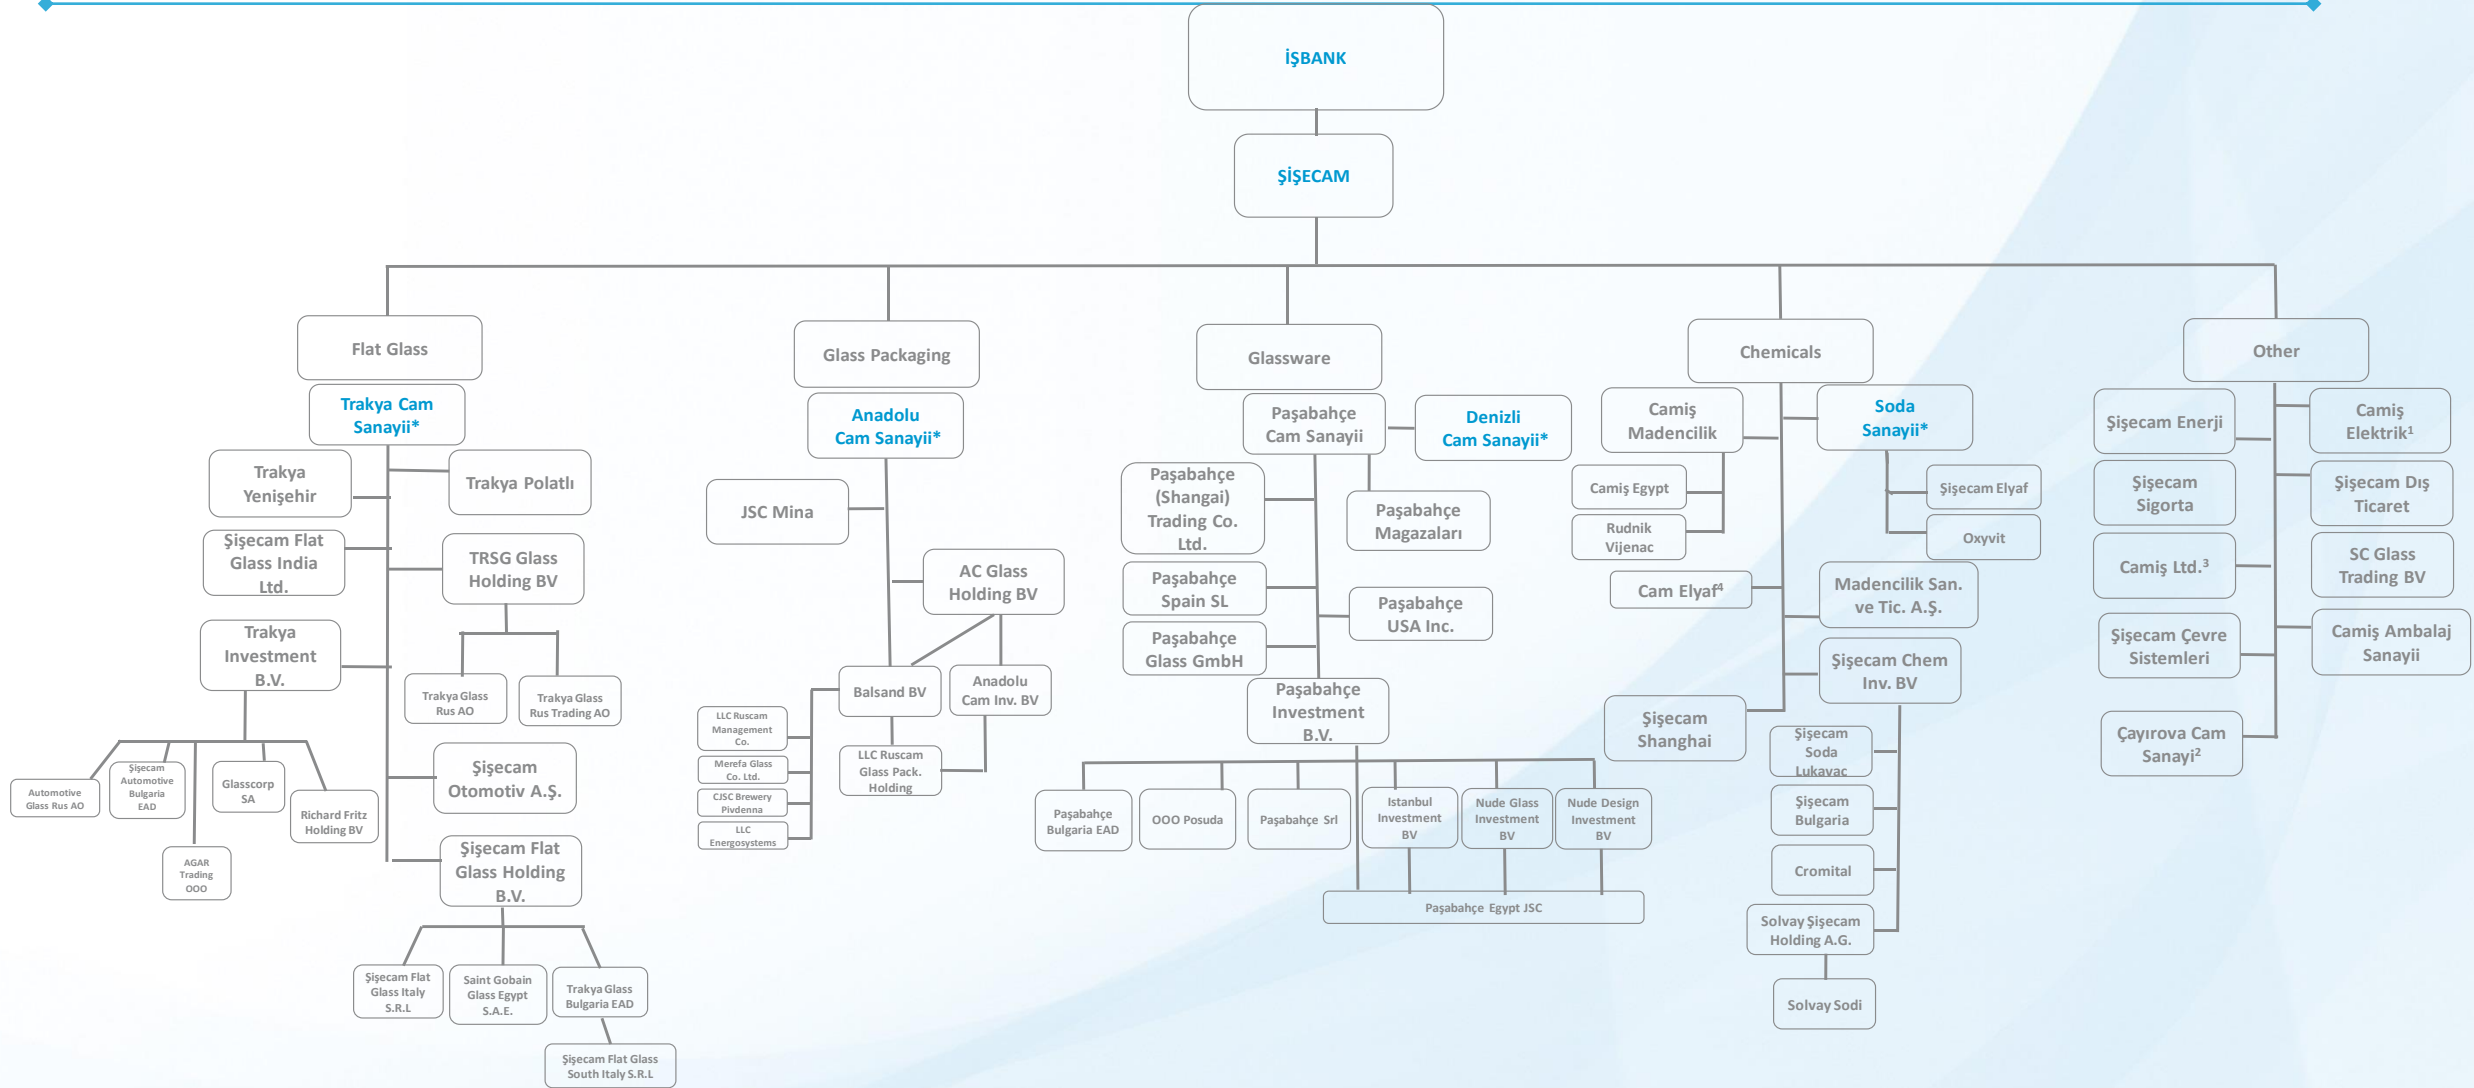 İŞBANK
ŞİŞECAM
Flat Glass
Glass Packaging
Glassware
Chemicals
Other
Trakya Cam
Sanayii*
Trakya
Yenişehir
Trakya Polatlı
Şişecam Flat
Glass India
Ltd.
TRSG Glass
Holding BV
Trakya
Investment
B.V.
Trakya Glass
Rus AO
Trakya Glass
Rus Trading AO
Automotive
Glass Rus AO
Şişecam
Automotive
Bulgaria
EAD
AGAR
Trading
OOO
Glasscorp
SA
Richard Fritz
Holding BV
Şişecam
Otomotiv A.Ş.
Şişecam Flat
Glass Holding
B.V.
Şişecam Flat
Glass Italy
S.R.L
Saint Gobain
Glass Egypt
S.A.E.
Trakya Glass
Bulgaria EAD
Şişecam Flat Glass
South Italy S.R.L
Anadolu
Cam Sanayii*
JSC Mina
AC Glass
Holding BV
Balsand BV
Anadolu
Cam Inv. BV
LLC Ruscam
Management
Co.
Merefa Glass
Co. Ltd.
CJSC Brewery
Pivdenna
LLC
Energosystems
LLC Ruscam
Glass Pack.
Holding
Paşabahçe
Cam Sanayii
Denizli
Cam Sanayii*
Paşabahçe
(Shangai)
Trading Co.
Ltd.
Paşabahçe
Magazaları
Paşabahçe
Spain SL
Paşabahçe
USA Inc.
Paşabahçe
Glass GmbH
Paşabahçe
Investment
B.V.
Paşabahçe
Bulgaria EAD
OOO Posuda
Paşabahçe Srl
Istanbul
Investment
BV
Nude Glass
Investment
BV
Nude Design
Investment
BV
Paşabahçe Egypt JSC
Camiş
Madencilik
Soda
Sanayii*
Camiş Egypt
Rudnik
Vijenac
Şişecam Elyaf
Oxyvit
Cam Elyaf⁴
Madencilik San.
ve Tic. A.Ş.
Şişecam Chem
Inv. BV
Şişecam
Shanghai
Şişecam
Soda
Lukavac
Şişecam
Bulgaria
Cromital
Solvay Şişecam
Holding A.G.
Solvay Sodi
Şişecam Enerji
Camiş
Elektrik¹
Şişecam
Sigorta
Şişecam Dış
Ticaret
Camiş Ltd.³
SC Glass
Trading BV
Şişecam Çevre
Sistemleri
Camiş Ambalaj
Sanayii
Çayırova Cam
Sanayi²